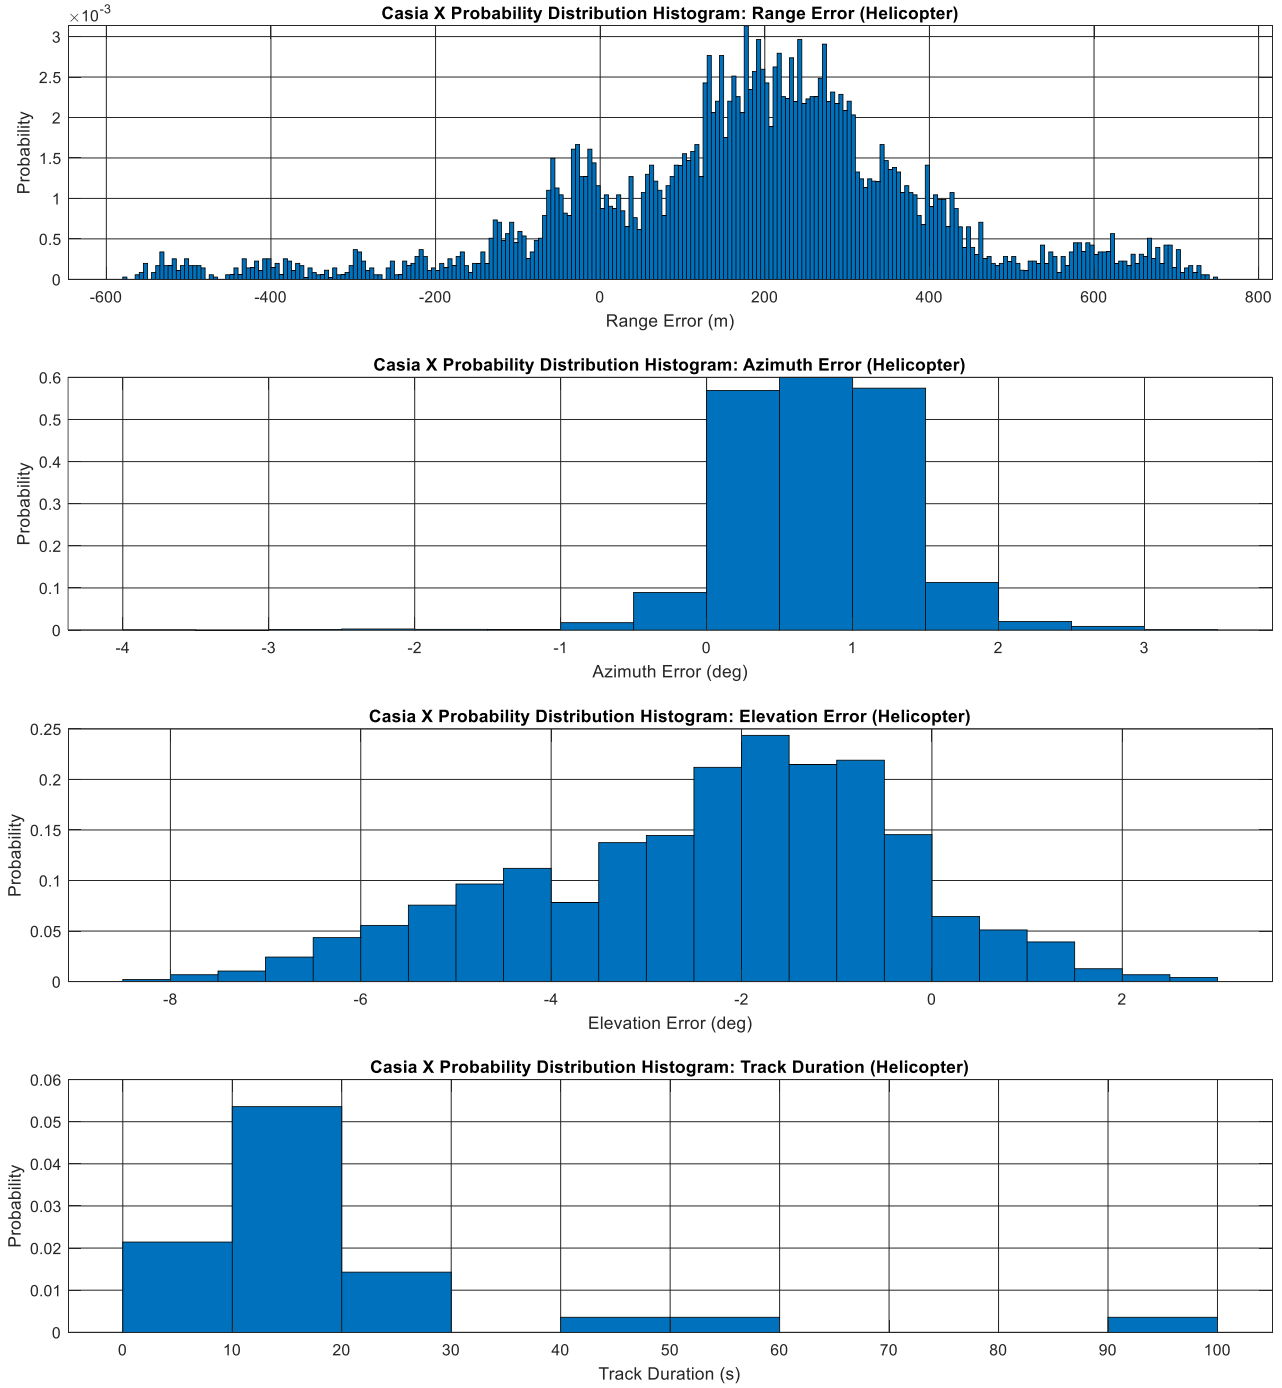 Casia X Probability Distribution Histogram: Range Error (Helicopter)
×10⁻³
3
2.5
2
1.5
1
0.5
0
Probability
-600 -400 -200 0 200 400 600 800
Range Error (m)
Casia X Probability Distribution Histogram: Azimuth Error (Helicopter)
0.6
0.5
0.4
0.3
0.2
0.1
0
Probability
-4 -3 -2 -1 0 1 2 3
Azimuth Error (deg)
Casia X Probability Distribution Histogram: Elevation Error (Helicopter)
0.25
0.2
0.15
0.1
0.05
0
Probability
-8 -6 -4 -2 0 2
Elevation Error (deg)
Casia X Probability Distribution Histogram: Track Duration (Helicopter)
0.06
0.05
0.04
0.03
0.02
0.01
0
Probability
0 10 20 30 40 50 60 70 80 90 100
Track Duration (s)